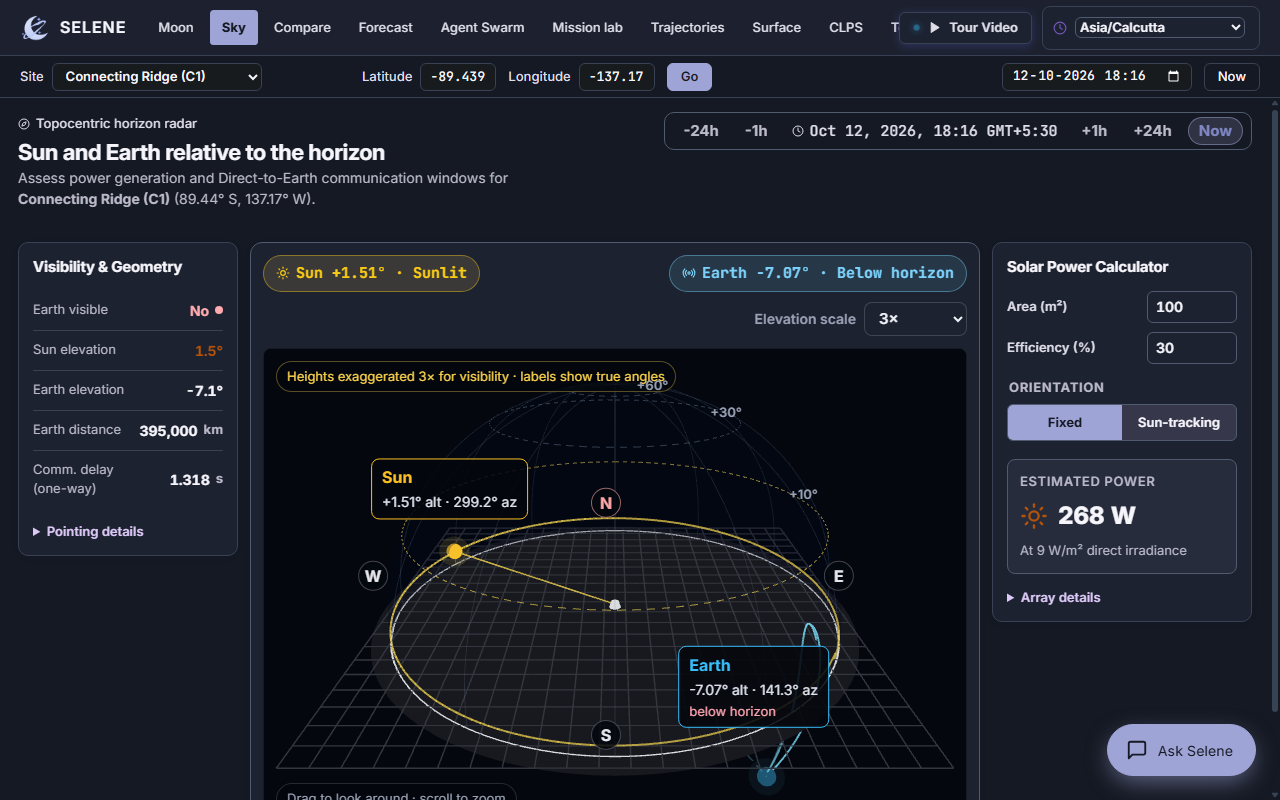 SELENE
Moon
Sky
Compare
Forecast
Agent Swarm
Mission lab
Trajectories
Surface
CLPS
Tour Video
Asia/Calcutta
Site
Connecting Ridge (C1)
Latitude
-89.439
Longitude
-137.17
Go
12-10-2026 18:16
Now
Topocentric horizon radar
Sun and Earth relative to the horizon
Assess power generation and Direct-to-Earth communication windows for
Connecting Ridge (C1) (89.44° S, 137.17° W).
-24h
-1h
Oct 12, 2026, 18:16 GMT+5:30
+1h
+24h
Now
Visibility & Geometry
Earth visible
No
Sun elevation
1.5°
Earth elevation
-7.1°
Earth distance
395,000 km
Comm. delay
(one-way)
1.318 s
Pointing details
Sun +1.51° · Sunlit
Earth -7.07° · Below horizon
Elevation scale
3×
Heights exaggerated 3× for visibility · labels show true angles
+60°
+30°
+10°
Sun
+1.51° alt · 299.2° az
N
W
E
S
Earth
-7.07° alt · 141.3° az
below horizon
Drag to look around · scroll to zoom
Solar Power Calculator
Area (m²)
100
Efficiency (%)
30
ORIENTATION
Fixed
Sun-tracking
ESTIMATED POWER
268 W
At 9 W/m² direct irradiance
Array details
Ask Selene